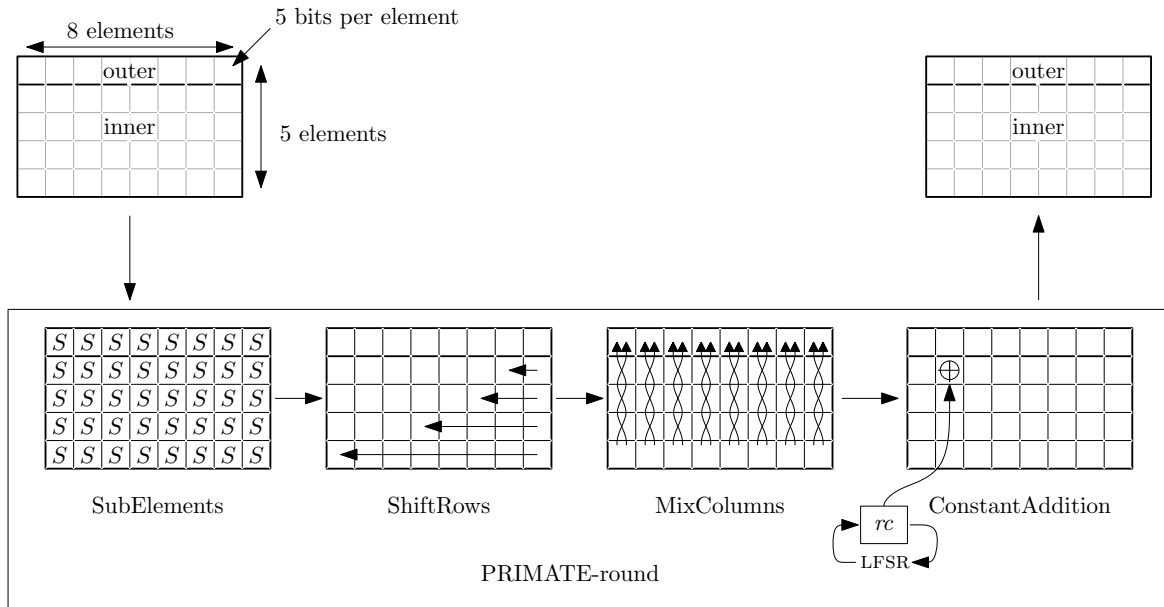 5 bits per element
8 elements
outer
inner
5 elements
outer
inner
S S S S S S S S
S S S S S S S S
S S S S S S S S
S S S S S S S S
S S S S S S S S
SubElements
ShiftRows
MixColumns
ConstantAddition
rc
LFSR
PRIMATE-round